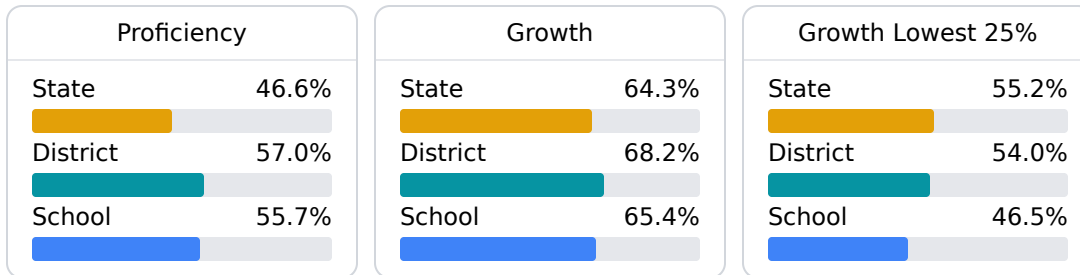 Proficiency
State 46.6%
District 57.0%
School 55.7%
Growth
State 64.3%
District 68.2%
School 65.4%
Growth Lowest 25%
State 55.2%
District 54.0%
School 46.5%